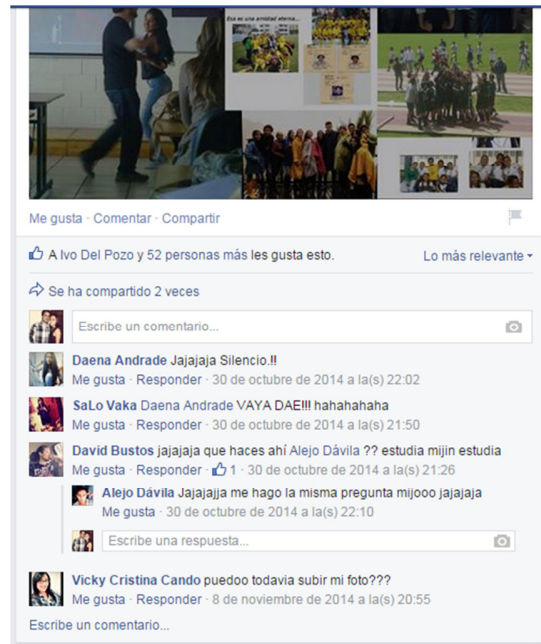 Esa es una amistad eterna...
Me gusta · Comentar · Compartir
A Ivo Del Pozo y 52 personas más les gusta esto.
Lo más relevante
Se ha compartido 2 veces
Escribe un comentario...
Daena Andrade Jajajaja Silencio.!!
Me gusta · Responder · 30 de octubre de 2014 a la(s) 22:02
SaLo Vaka Daena Andrade VAYA DAE!!! hahahahaha
Me gusta · Responder · 30 de octubre de 2014 a la(s) 21:50
David Bustos jajajaja que haces ahí Alejo Dávila ?? estudia mijin estudia
Me gusta · Responder · 1 · 30 de octubre de 2014 a la(s) 21:26
Alejo Dávila Jajajajja me hago la misma pregunta mijooo jajajaja
Me gusta · 30 de octubre de 2014 a la(s) 22:10
Escribe una respuesta...
Vicky Cristina Cando puedoo todavia subir mi foto???
Me gusta · Responder · 8 de noviembre de 2014 a la(s) 20:55
Escribe un comentario...